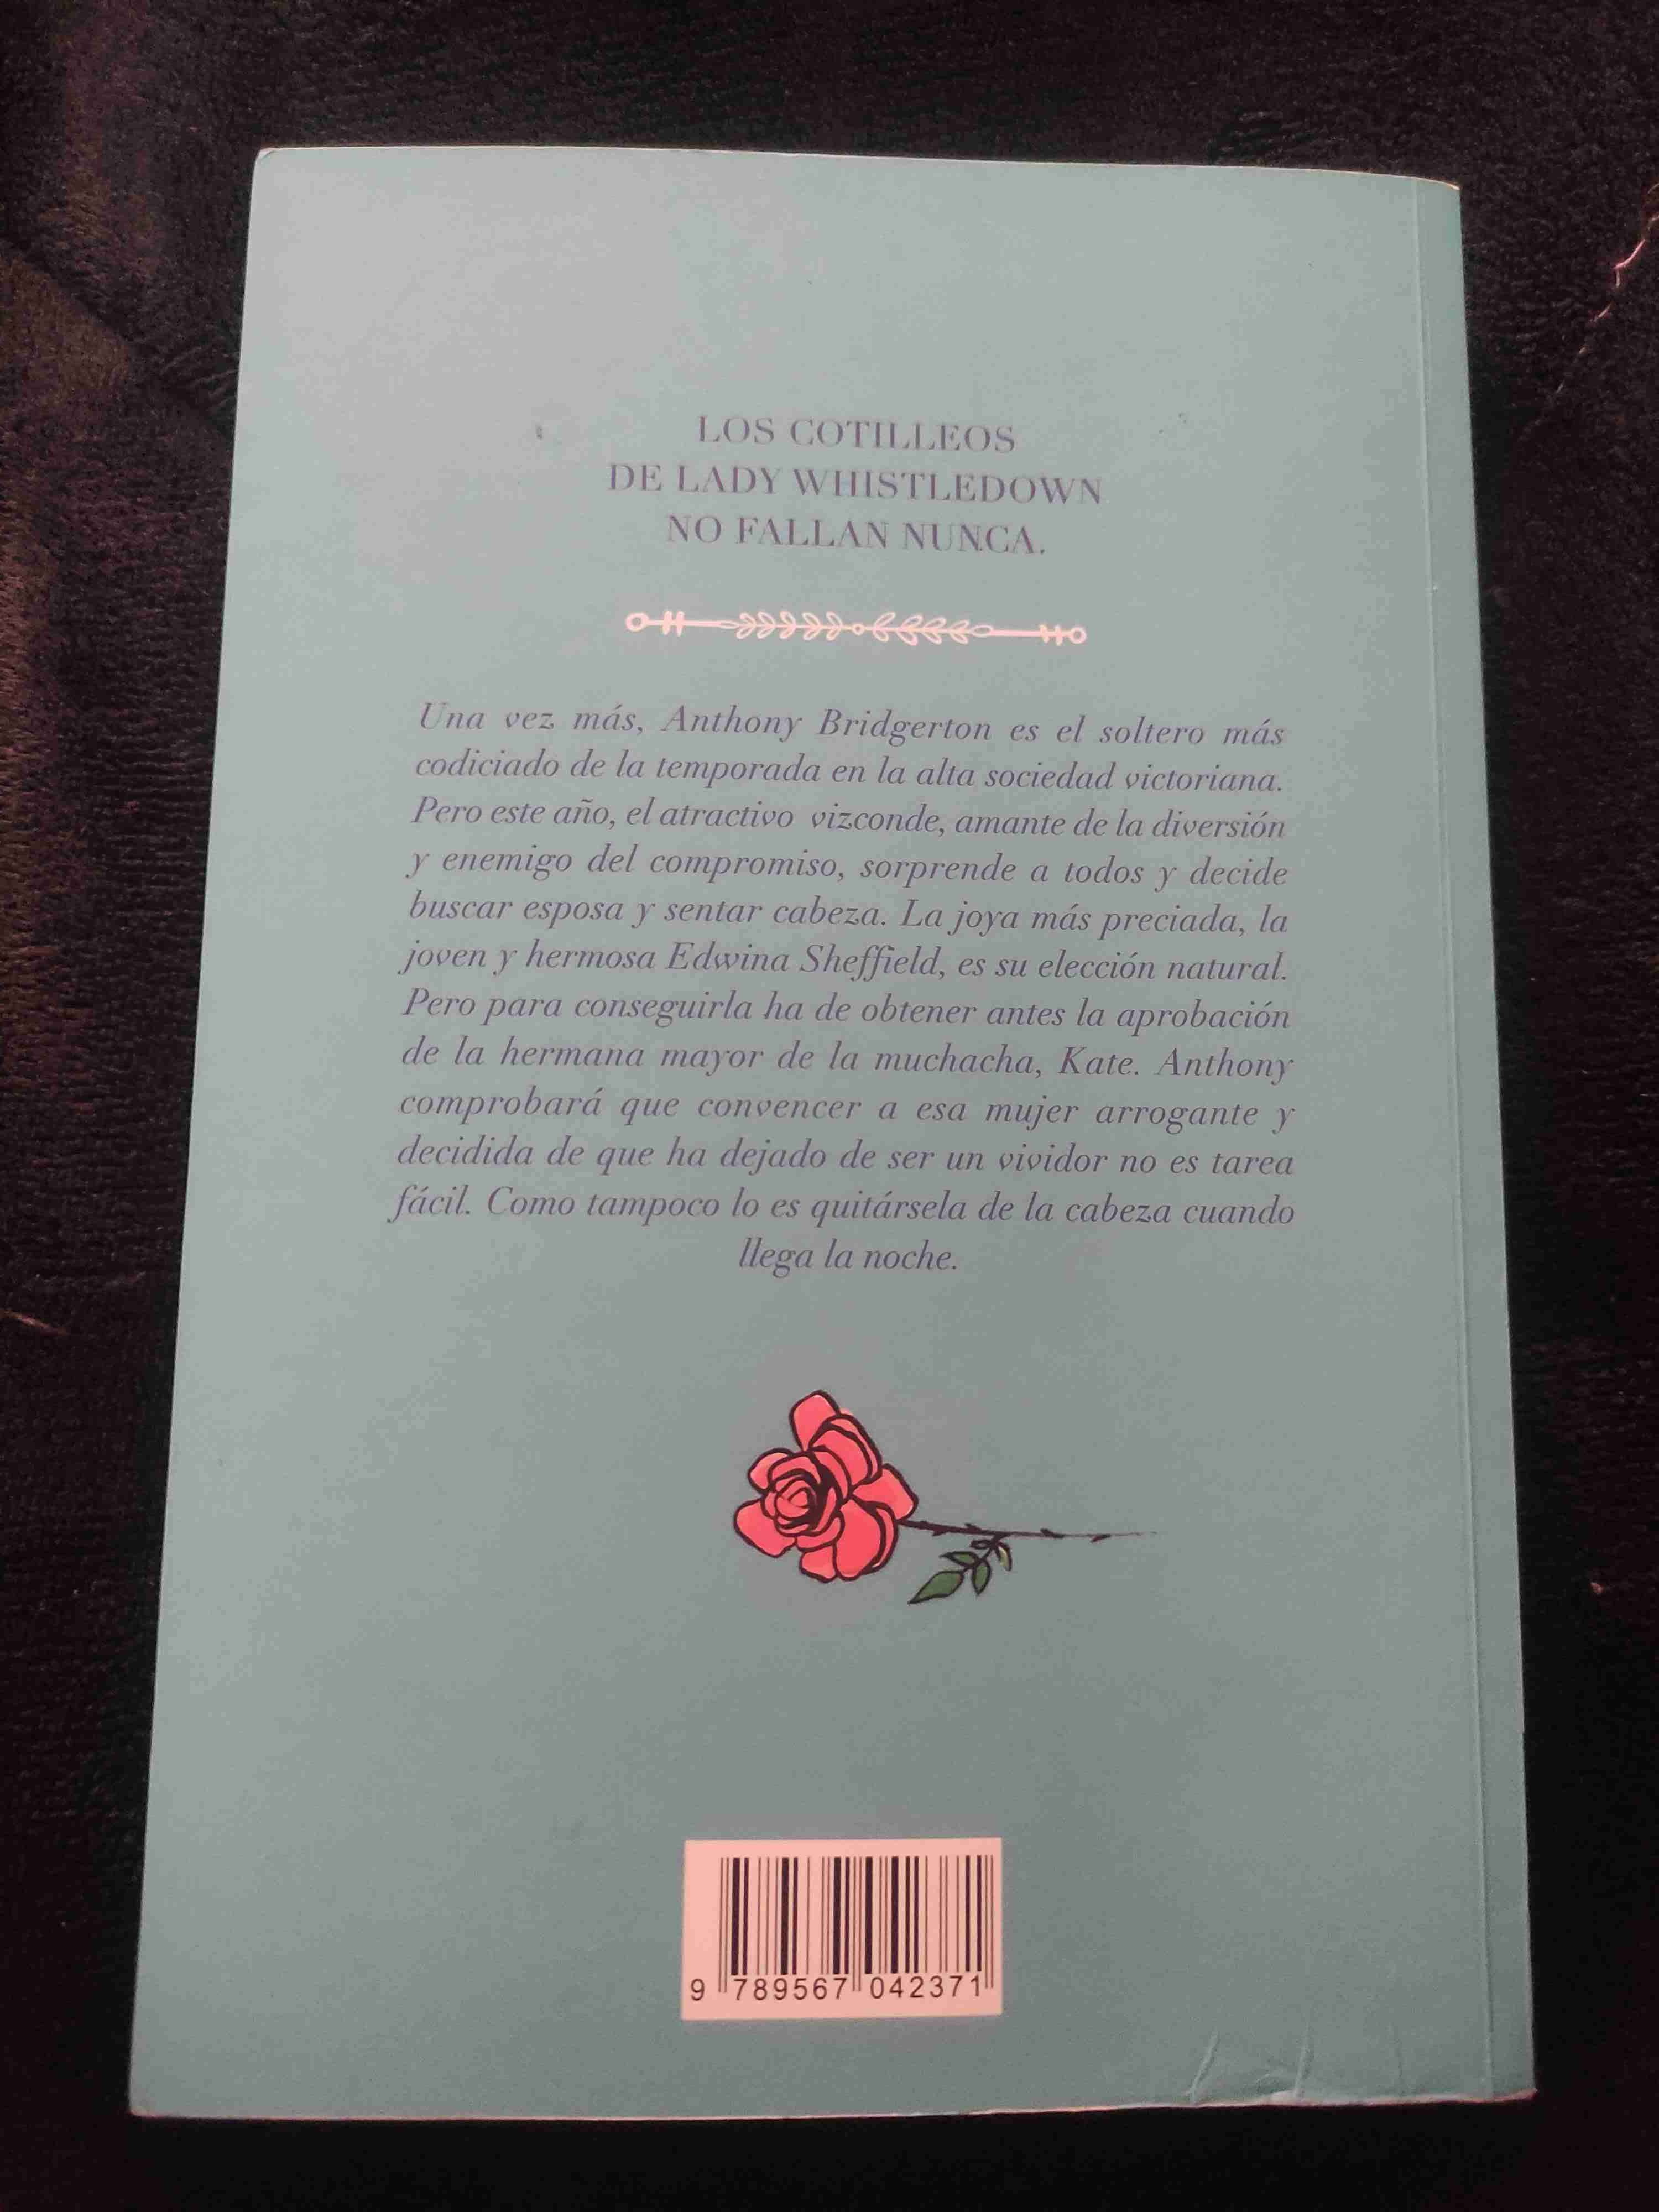 LOS COTILLEOS
DE LADY WHISTLEDOWN
NO FALLAN NUNCA.
Una vez más, Anthony Bridgerton es el soltero más
codiciado de la temporada en la alta sociedad victoriana.
Pero este año, el atractivo vizconde, amante de la diversión
y enemigo del compromiso, sorprende a todos y decide
buscar esposa y sentar cabeza. La joya más preciada, la
joven y hermosa Edwina Sheffield, es su elección natural.
Pero para conseguirla ha de obtener antes la aprobación
de la hermana mayor de la muchacha, Kate. Anthony
comprobará que convencer a esa mujer arrogante y
decidida de que ha dejado de ser un vividor no es tarea
fácil. Como tampoco lo es quitársela de la cabeza cuando
llega la noche.
9 789567 042371